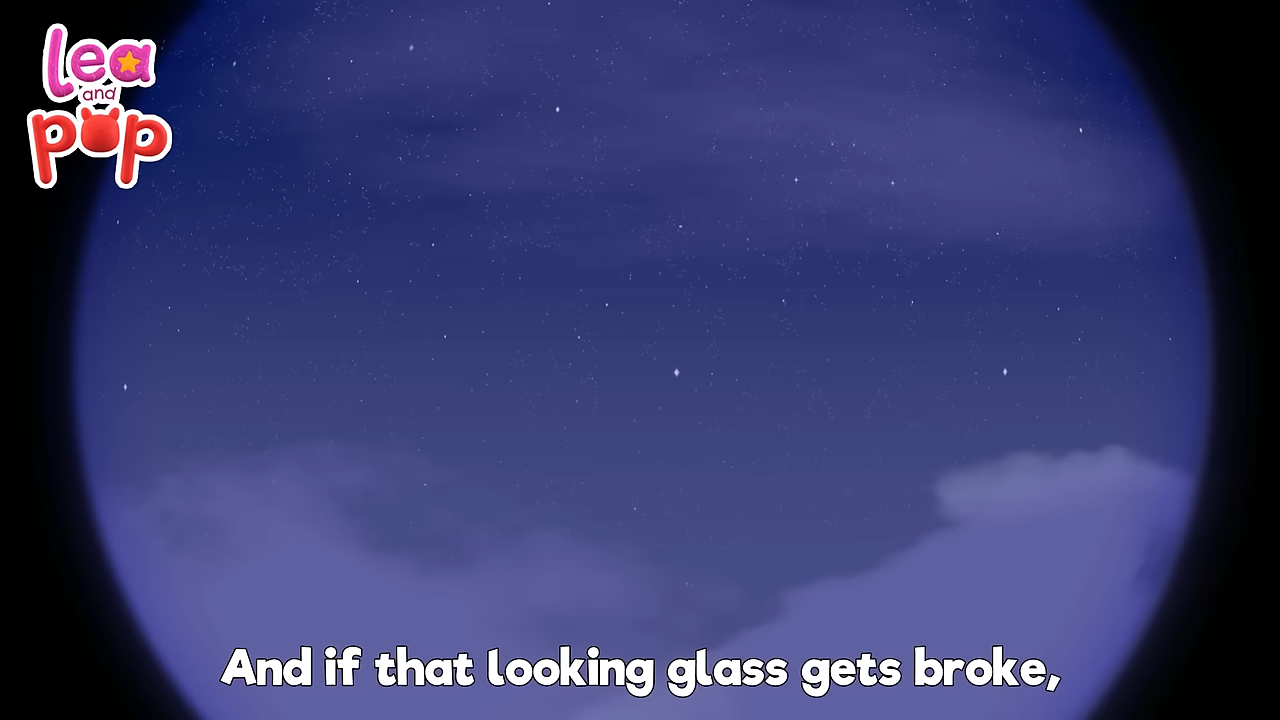 lea
and
pop
And if that looking glass gets broke,